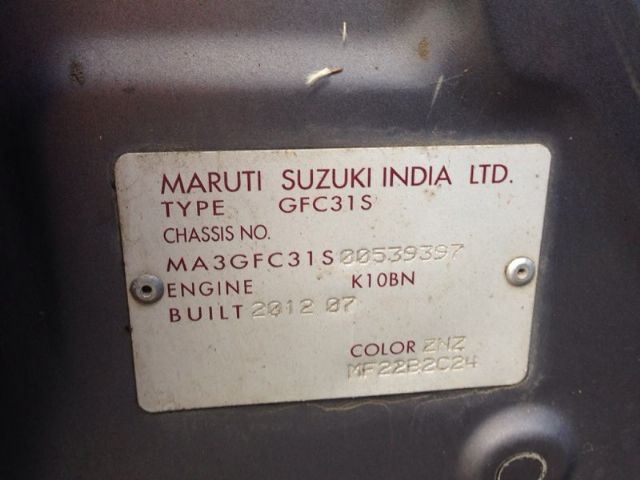 MARUTI SUZUKI INDIA LTD.
TYPE GFC31S
CHASSIS NO.
MA3GFC31S00539397
ENGINE K10BN
BUILT 2012 07
COLOR ZNZ
MF22B2C24